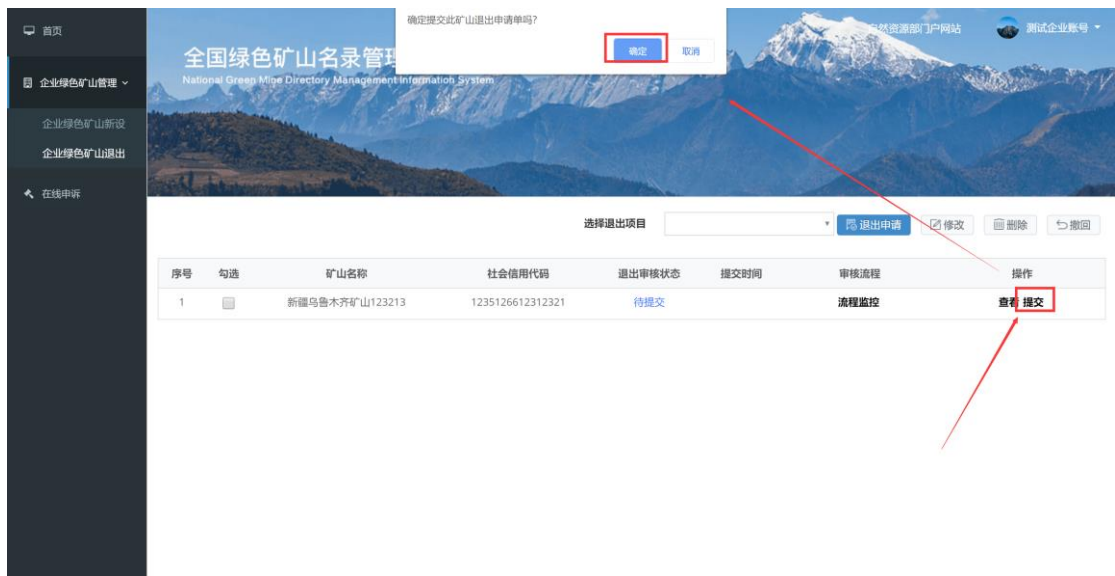 首页
企业绿色矿山管理
企业绿色矿山新设
企业绿色矿山退出
在线申诉
确定提交此矿山退出申请单吗?
确定 取消
然资源部门户网站 测试企业账号
全国绿色矿山名录管理
National Green Mine Directory Management Information System
选择退出项目 退出申请 修改 删除 撤回
序号 勾选 矿山名称 社会信用代码 退出审核状态 提交时间 审核流程 操作
1 新疆乌鲁木齐矿山123213 1235126612312321 待提交 流程监控 查看 提交